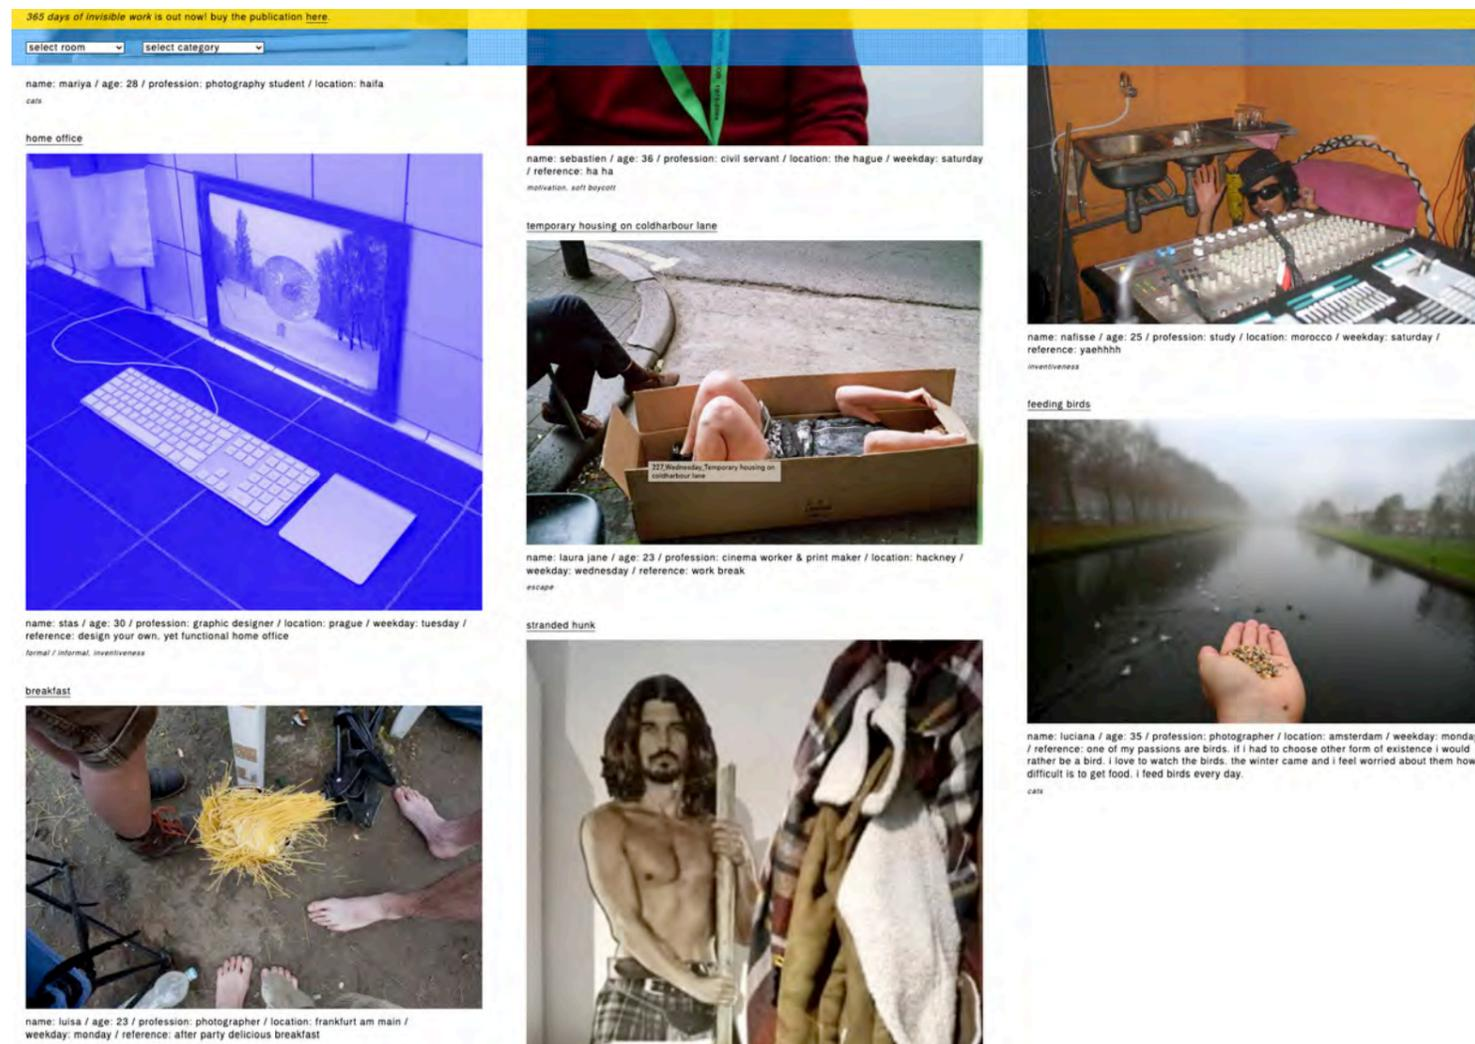 365 days of invisible work is out now! buy the publication here.
select room
select category
name: mariya / age: 28 / profession: photography student / location: haifa
cats
home office
name: stas / age: 30 / profession: graphic designer / location: prague / weekday: tuesday /
reference: design your own. yet functional home office
formal / informal, inventiveness
breakfast
name: luisa / age: 23 / profession: photographer / location: frankfurt am main /
weekday: monday / reference: after party delicious breakfast
name: sebastien / age: 36 / profession: civil servant / location: the hague / weekday: saturday
/ reference: ha ha
motivation, soft boycott
temporary housing on coldharbour lane
227_Wednesday_Temporary housing on
coldharbour lane
name: laura jane / age: 23 / profession: cinema worker & print maker / location: hackney /
weekday: wednesday / reference: work break
escape
stranded hunk
name: nafisse / age: 25 / profession: study / location: morocco / weekday: saturday /
reference: yaehhhh
inventiveness
feeding birds
name: luciana / age: 35 / profession: photographer / location: amsterdam / weekday: monday
/ reference: one of my passions are birds. if i had to choose other form of existence i would
rather be a bird. i love to watch the birds. the winter came and i feel worried about them how
difficult is to get food. i feed birds every day.
cats